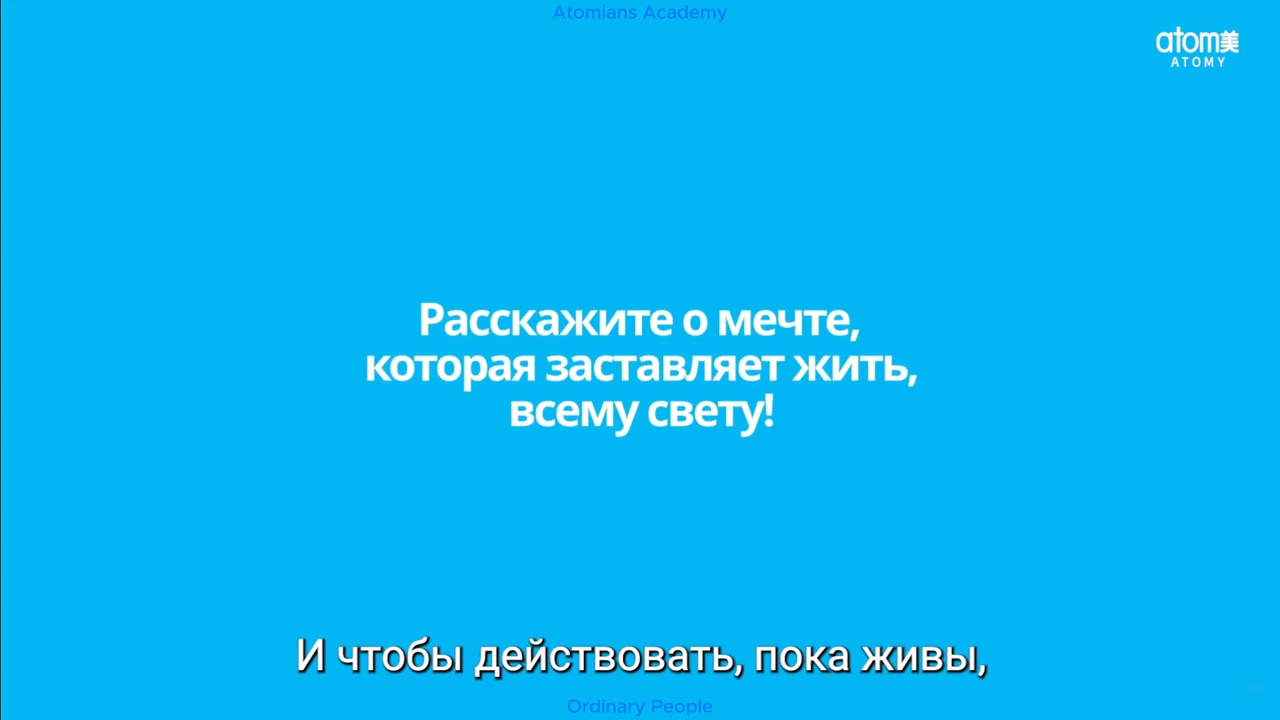 Atomians Academy
atom美
ATOMY
Расскажите о мечте,
которая заставляет жить,
всему свету!
И чтобы действовать, пока живы,
Ordinary People